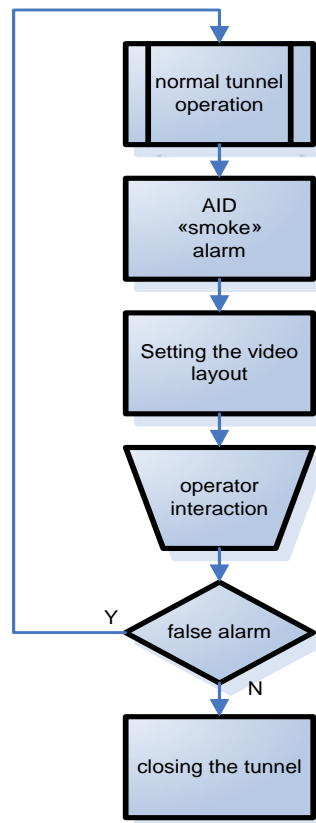 normal tunnel
operation
AID
«smoke»
alarm
Setting the video
layout
operator
interaction
false alarm
Y
N
closing the tunnel